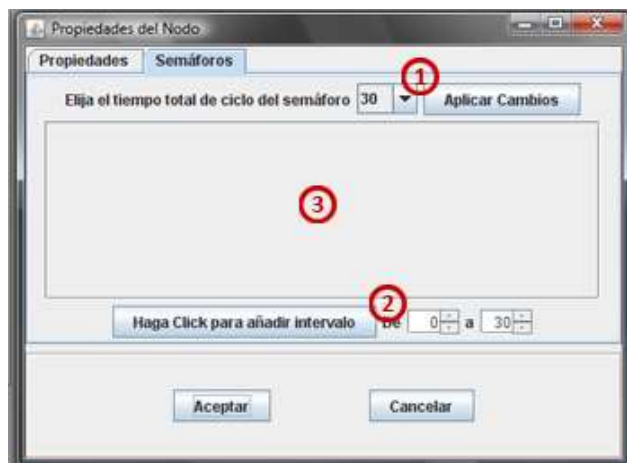 Propiedades del Nodo
Propiedades Semáforos
1
Elija el tiempo total de ciclo del semáforo 30 Aplicar Cambios
3
2
Haga Click para añadir intervalo De 0 a 30
Aceptar Cancelar